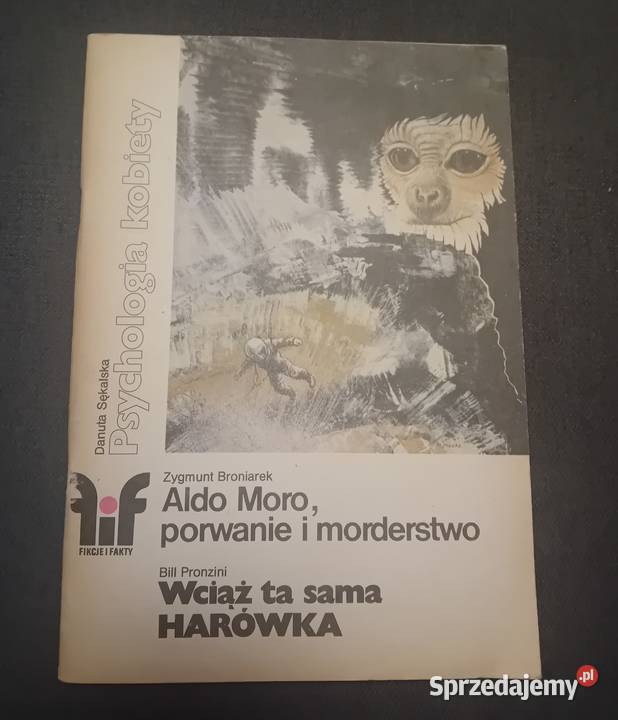 Danuta Sękalska
Psychologia kobiety
Zygmunt Broniarek
Aldo Moro,
porwanie i morderstwo
fif
FIKCJE I FAKTY
Bill Pronzini
Wciąż ta sama
HARÓWKA
Sprzedajemy.pl